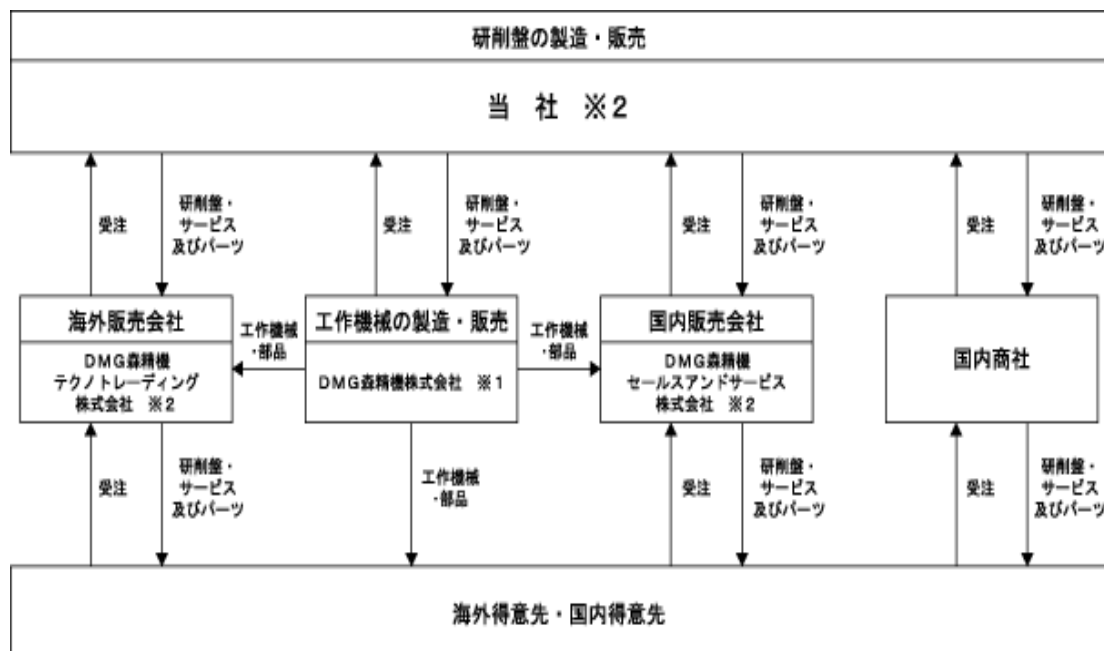 研削盤の製造・販売
当 社 ※2
受注
研削盤・
サービス
及びパーツ
受注
研削盤・
サービス
及びパーツ
受注
研削盤・
サービス
及びパーツ
受注
研削盤・
サービス
及びパーツ
海外販売会社
DMG森精機
テクノトレーディング
株式会社 ※2
工作機械
・部品
工作機械の製造・販売
DMG森精機株式会社 ※1
工作機械
・部品
国内販売会社
DMG森精機
セールスアンドサービス
株式会社 ※2
国内商社
受注
研削盤・
サービス
及びパーツ
工作機械
・部品
受注
研削盤・
サービス
及びパーツ
受注
研削盤・
サービス
及びパーツ
海外得意先・国内得意先